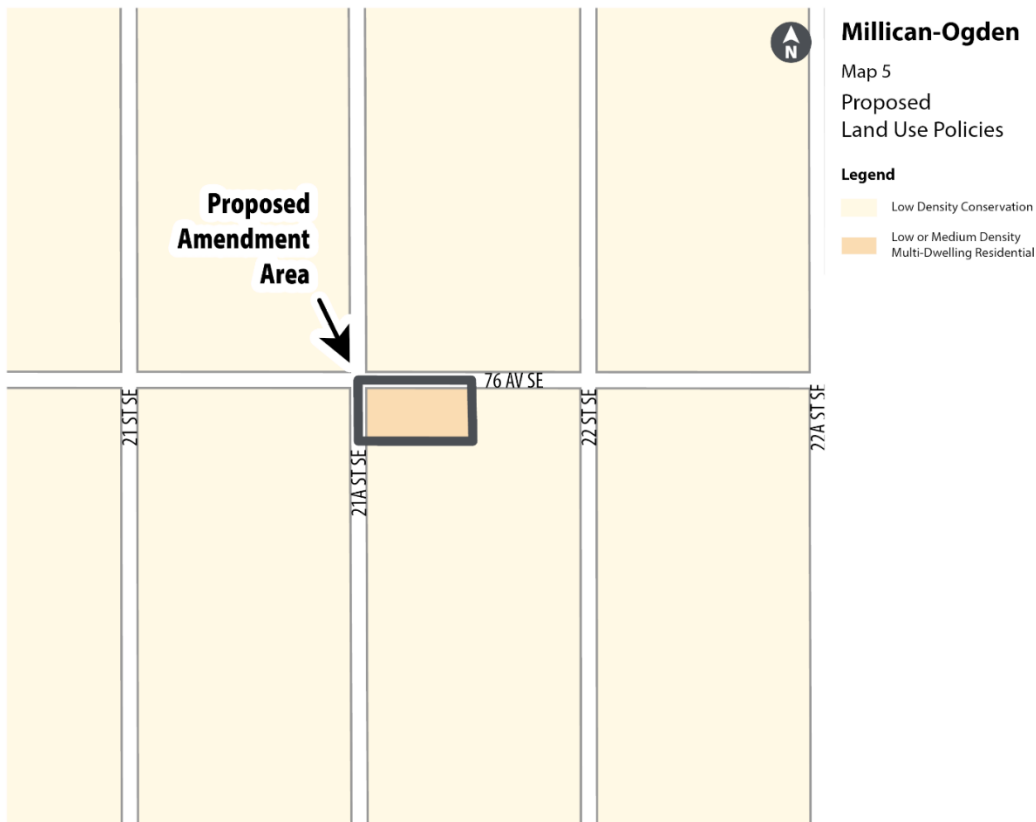 N
Millican-Ogden
Map 5
Proposed
Land Use Policies
Legend
Low Density Conservation
Low or Medium Density
Multi-Dwelling Residential
Proposed
Amendment
Area
76 AV SE
21 ST SE
21A ST SE
22 ST SE
22A ST SE